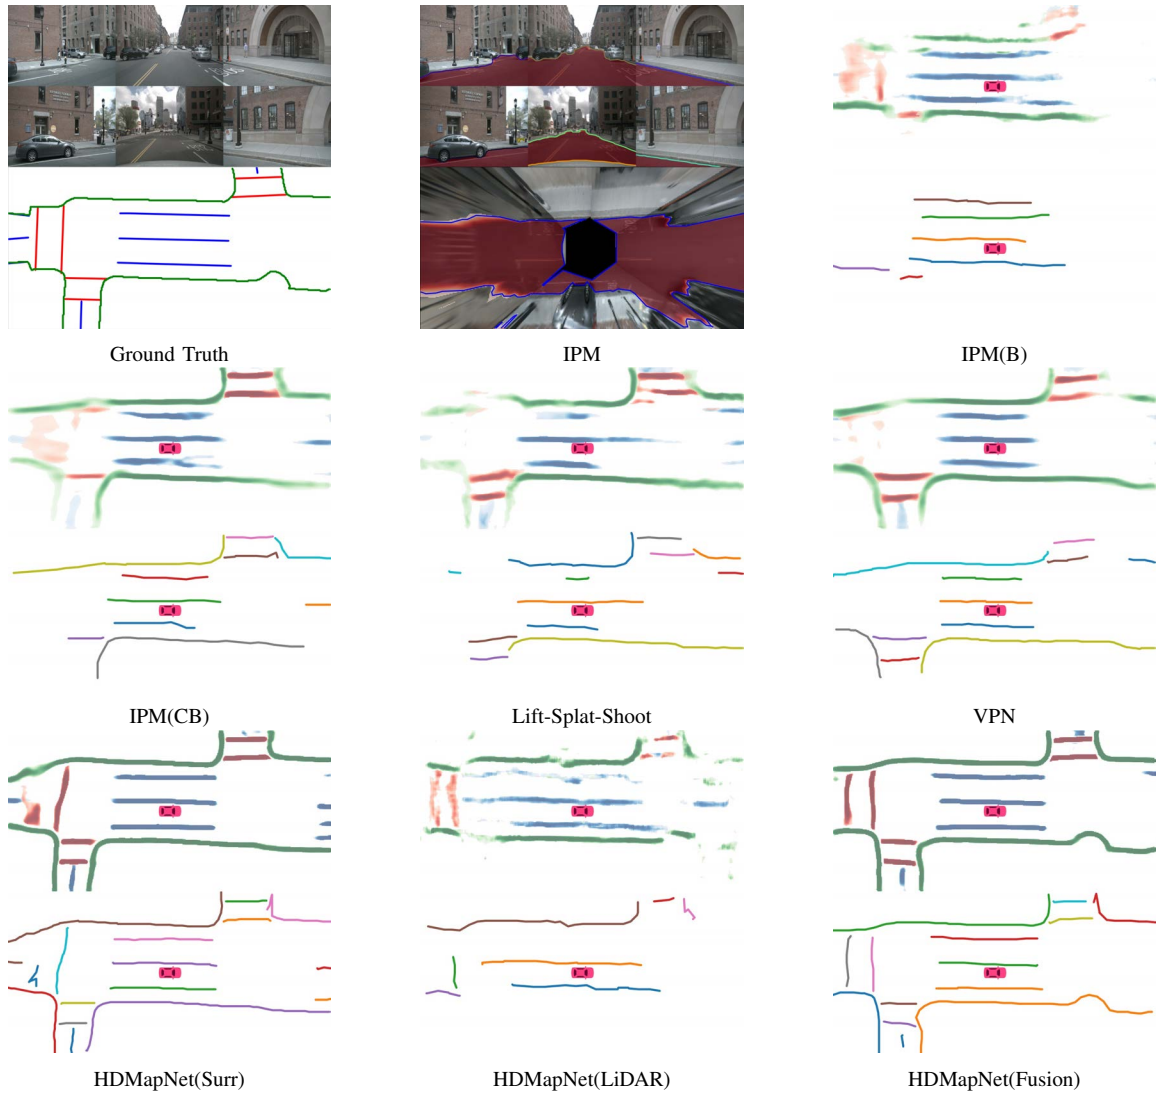 Ground Truth
IPM
IPM(B)
IPM(CB)
Lift-Splat-Shoot
VPN
HDMapNet(Surr)
HDMapNet(LiDAR)
HDMapNet(Fusion)